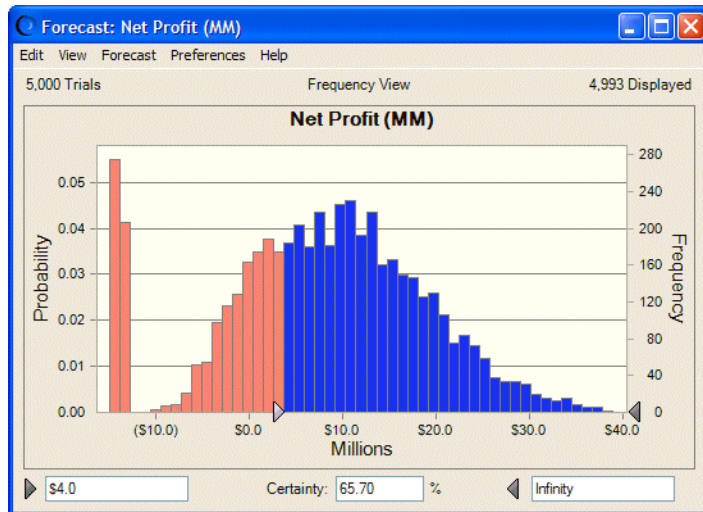 Forecast: Net Profit (MM)
Edit View Forecast Preferences Help
5,000 Trials Frequency View 4,993 Displayed
Net Profit (MM)
Probability
0.05
0.04
0.03
0.02
0.01
0.00
280
240
200
160
120
80
40
0
Frequency
($10.0) $0.0 $10.0 $20.0 $30.0 $40.0
Millions
$4.0 Certainty: 65.70 % Infinity